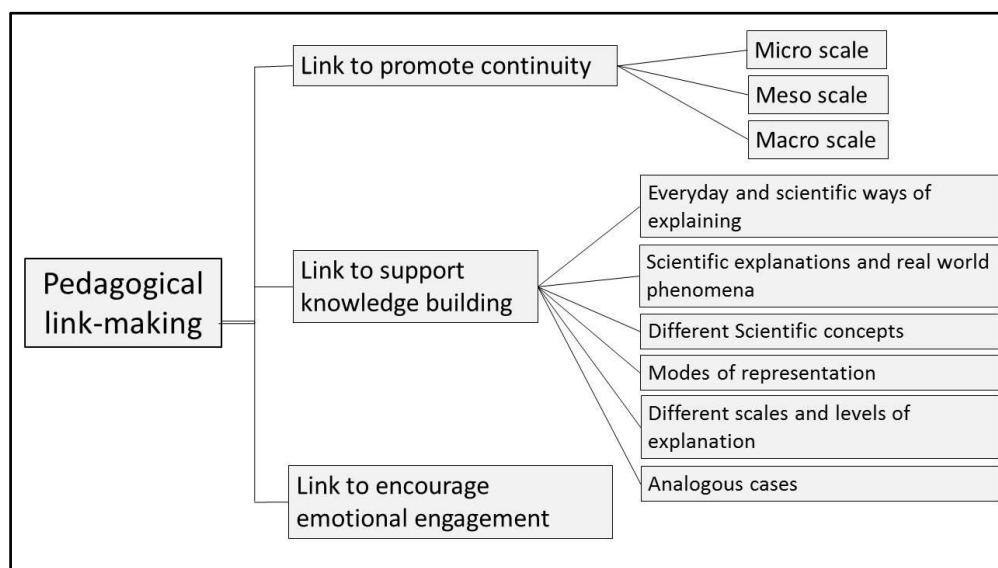 Pedagogical
link-making
Link to promote continuity
Micro scale
Meso scale
Macro scale
Link to support
knowledge building
Everyday and scientific ways of
explaining
Scientific explanations and real world
phenomena
Different Scientific concepts
Modes of representation
Different scales and levels of
explanation
Analogous cases
Link to encourage
emotional engagement